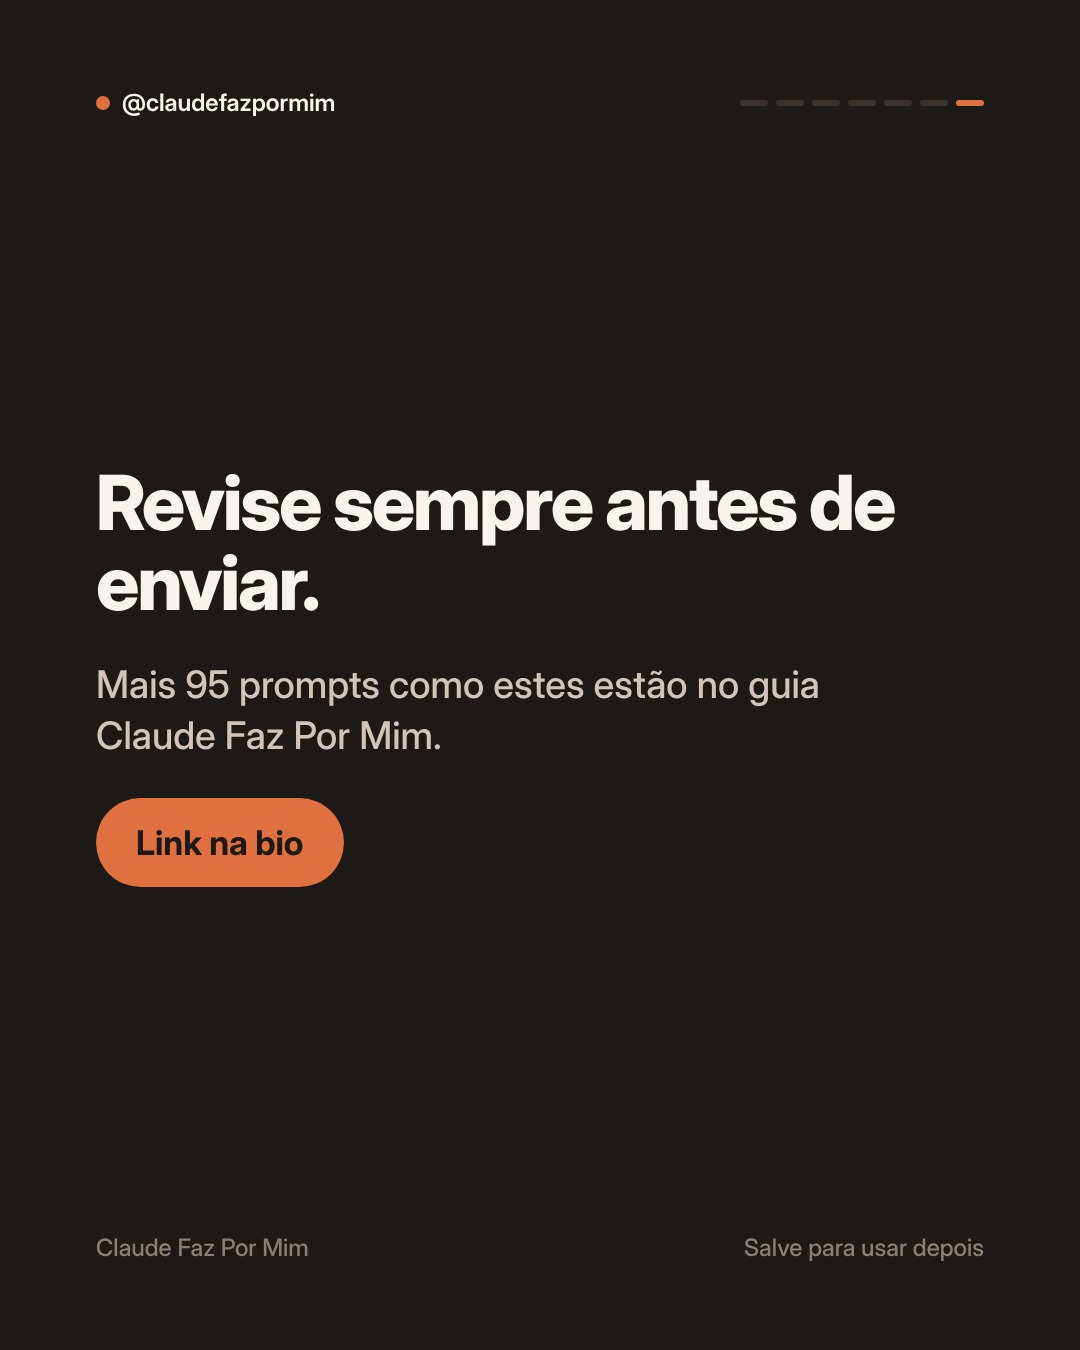 @claudefazpormim
Revise sempre antes de
enviar.
Mais 95 prompts como estes estão no guia
Claude Faz Por Mim.
Link na bio
Claude Faz Por Mim
Salve para usar depois